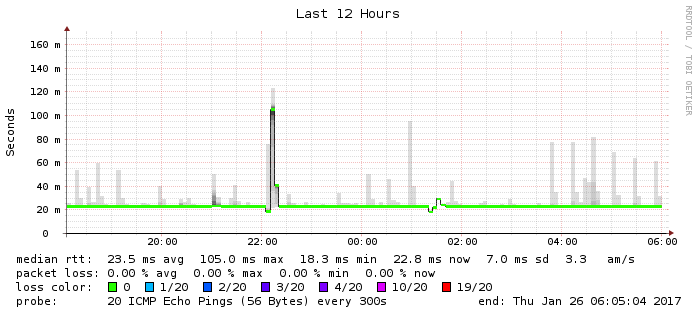 Last 12 Hours
RRDTOOL / TOBI OETIKER
Seconds
160 m
140 m
120 m
100 m
80 m
60 m
40 m
20 m
0
20:00 22:00 00:00 02:00 04:00 06:00
median rtt: 23.5 ms avg 105.0 ms max 18.3 ms min 22.8 ms now 7.0 ms sd 3.3 am/s
packet loss: 0.00 % avg 0.00 % max 0.00 % min 0.00 % now
loss color: 0 1/20 2/20 3/20 4/20 10/20 19/20
probe: 20 ICMP Echo Pings (56 Bytes) every 300s end: Thu Jan 26 06:05:04 2017